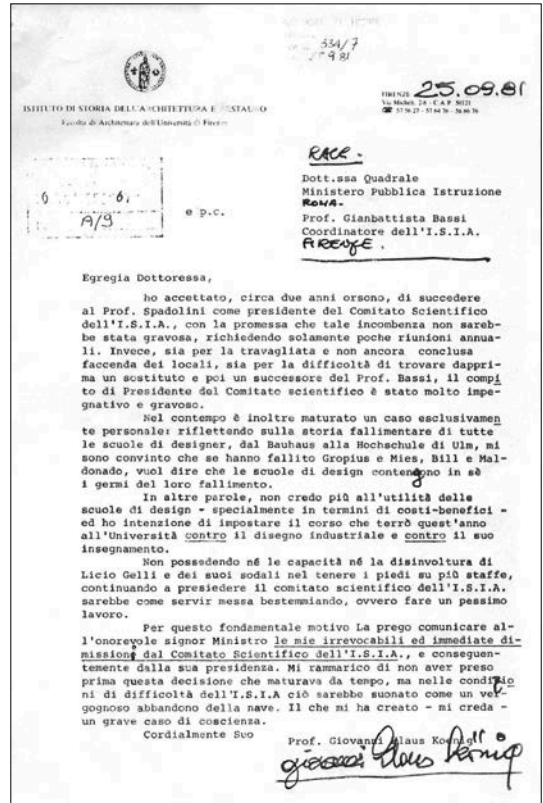 334/7
9 81
ISTITUTO DI STORIA DELL'ARCHITETTURA E RESTAURO
Facoltà di Architettura dell'Università di Firenze
FIRENZE 25.09.81
Via Micheli, 2/8 - C.A.P. 50121
RACC.
Dott.ssa Quadrale
Ministero Pubblica Istruzione
ROMA-
A/9
e p.c.
Prof. Gianbattista Bassi
Coordinatore dell'I.S.I.A.
FIRENZE.
Egregia Dottoressa,
ho accettato, circa due anni orsono, di succedere
al Prof. Spadolini come presidente del Comitato Scientifico
dell'I.S.I.A., con la promessa che tale incombenza non sareb-
be stata gravosa, richiedendo solamente poche riunioni annua-
li. Invece, sia per la travagliata e non ancora conclusa
faccenda dei locali, sia per la difficoltà di trovare dappri-
ma un sostituto e poi un successore del Prof. Bassi, il compi
to di Presidente del Comitato scientifico è stato molto impe-
gnativo e gravoso.
Nel contempo è inoltre maturato un caso esclusivamen
te personale: riflettendo sulla storia fallimentare di tutte
le scuole di designer, dal Bauhaus alla Hochschule di Ulm, mi
sono convinto che se hanno fallito Gropius e Mies, Bill e Mal-
donado, vuol dire che le scuole di design contengono in sè
i germi del loro fallimento.
In altre parole, non credo più all'utilità delle
scuole di design - specialmente in termini di costi-benefici -
ed ho intenzione di impostare il corso che terrò quest'anno
all'Università contro il disegno industriale e contro il suo
insegnamento.
Non possedendo né le capacità né la disinvoltura di
Licio Gelli e dei suoi sodali nel tenere i piedi su più staffe,
continuando a presiedere il comitato scientifico dell'I.S.I.A.
sarebbe come servir messa bestemmiando, ovvero fare un pessimo
lavoro.
Per questo fondamentale motivo La prego comunicare al-
l'onorevole signor Ministro le mie irrevocabili ed immediate di-
missioni dal Comitato Scientifico dell'I.S.I.A., e conseguen-
temente dalla sua presidenza. Mi rammarico di non aver preso
prima questa decisione che maturava da tempo, ma nelle condizio
ni di difficoltà dell'I.S.I.A ciò sarebbe suonato come un ver
gognoso abbandono della nave. Il che mi ha creato - mi creda -
un grave caso di coscienza.
Cordialmente Suo
Prof. Giovanni Klaus Koenig
Giovanni Klaus Koenig